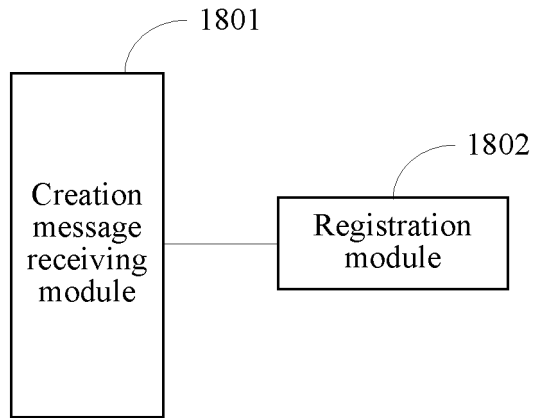 1801
1802
Creation
message
receiving
module
Registration
module